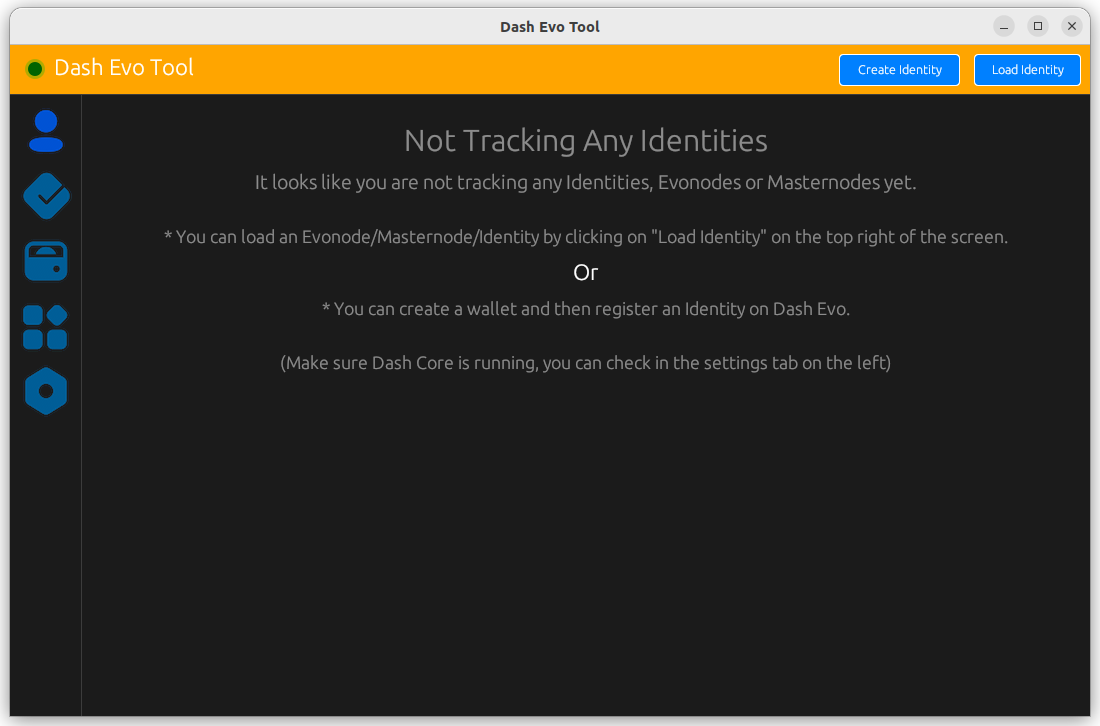 Dash Evo Tool
Dash Evo Tool
Create Identity
Load Identity
Not Tracking Any Identities
It looks like you are not tracking any Identities, Evonodes or Masternodes yet.
* You can load an Evonode/Masternode/Identity by clicking on "Load Identity" on the top right of the screen.
Or
* You can create a wallet and then register an Identity on Dash Evo.
(Make sure Dash Core is running, you can check in the settings tab on the left)